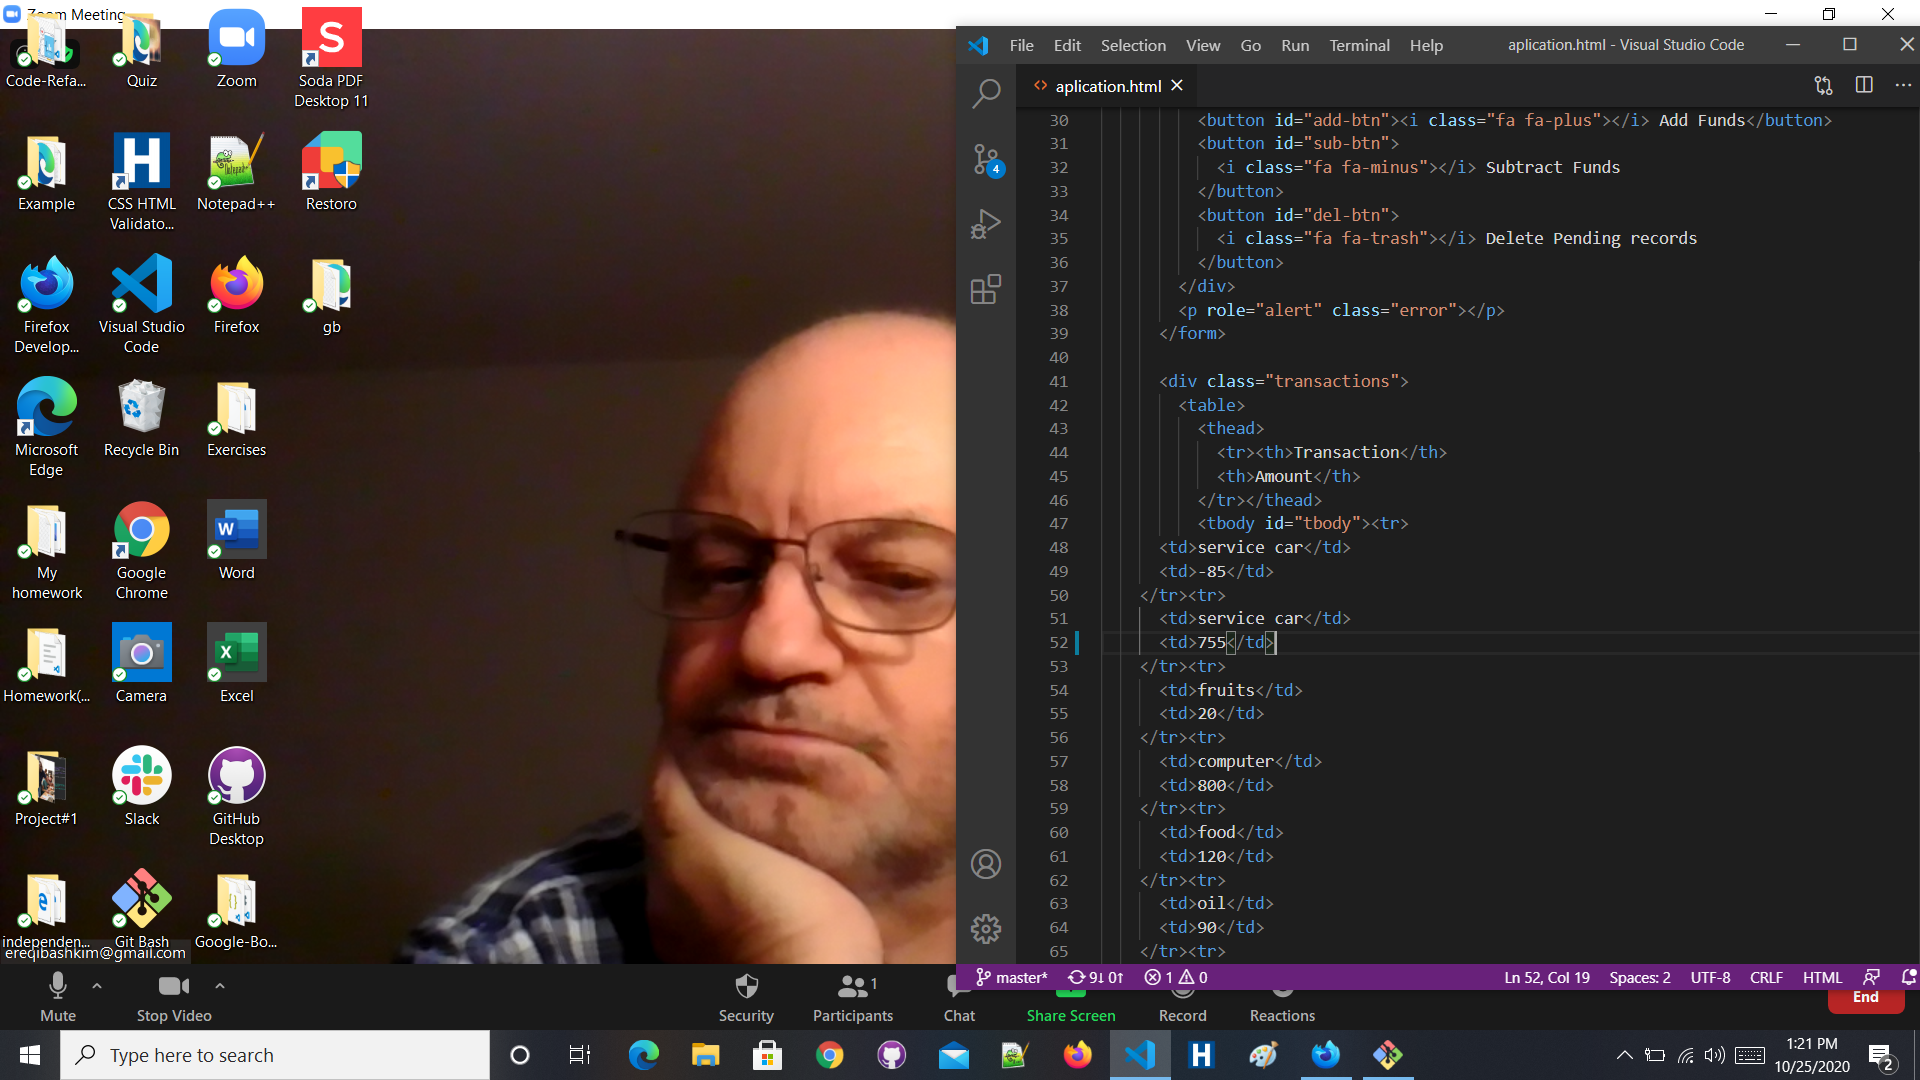 Zoom Meeting
Code-Refa...
Quiz
Zoom
Soda PDF
Desktop 11
Example
CSS HTML
Validato...
Notepad++
Restoro
Firefox
Develop...
Visual Studio
Code
Firefox
gb
Microsoft
Edge
Recycle Bin
Exercises
My
homework
Google
Chrome
Word
Homework(...
Camera
Excel
Project#1
Slack
GitHub
Desktop
independen...
Git Bash
Google-Bo...
ereqibashkim@gmail.com
File Edit Selection View Go Run Terminal Help aplication.html - Visual Studio Code
<> aplication.html
4
30 <button id="add-btn"><i class="fa fa-plus"></i> Add Funds</button>
31 <button id="sub-btn">
32 <i class="fa fa-minus"></i> Subtract Funds
33 </button>
34 <button id="del-btn">
35 <i class="fa fa-trash"></i> Delete Pending records
36 </button>
37 </div>
38 <p role="alert" class="error"></p>
39 </form>
40
41 <div class="transactions">
42 <table>
43 <thead>
44 <tr><th>Transaction</th>
45 <th>Amount</th>
46 </tr></thead>
47 <tbody id="tbody"><tr>
48 <td>service car</td>
49 <td>-85</td>
50 </tr><tr>
51 <td>service car</td>
52 <td>755</td>
53 </tr><tr>
54 <td>fruits</td>
55 <td>20</td>
56 </tr><tr>
57 <td>computer</td>
58 <td>800</td>
59 </tr><tr>
60 <td>food</td>
61 <td>120</td>
62 </tr><tr>
63 <td>oil</td>
64 <td>90</td>
65 </tr><tr>
master* 9↓ 0↑ 1 0 Ln 52, Col 19 Spaces: 2 UTF-8 CRLF HTML
Mute
Stop Video
Security
Participants 1
Chat
Share Screen
Record
Reactions
End
Type here to search
1:21 PM
10/25/2020
2